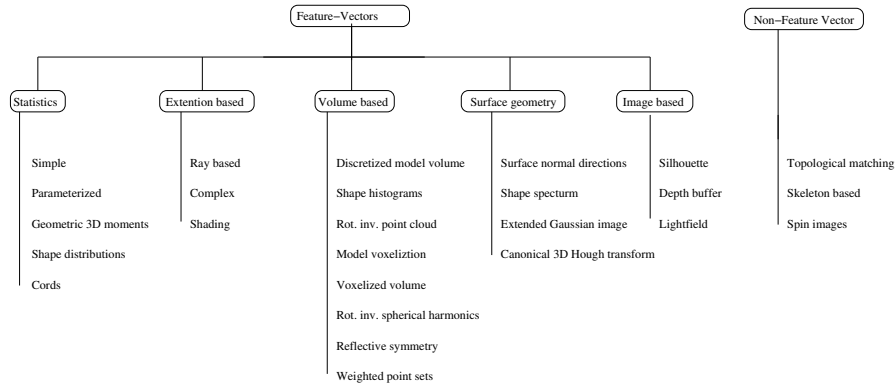 Feature-Vectors
Non-Feature Vector
Statistics
Extention based
Volume based
Surface geometry
Image based
Simple
Parameterized
Geometric 3D moments
Shape distributions
Cords
Ray based
Complex
Shading
Discretized model volume
Shape histograms
Rot. inv. point cloud
Model voxeliztion
Voxelized volume
Rot. inv. spherical harmonics
Reflective symmetry
Weighted point sets
Surface normal directions
Shape specturm
Extended Gaussian image
Canonical 3D Hough transform
Silhouette
Depth buffer
Lightfield
Topological matching
Skeleton based
Spin images